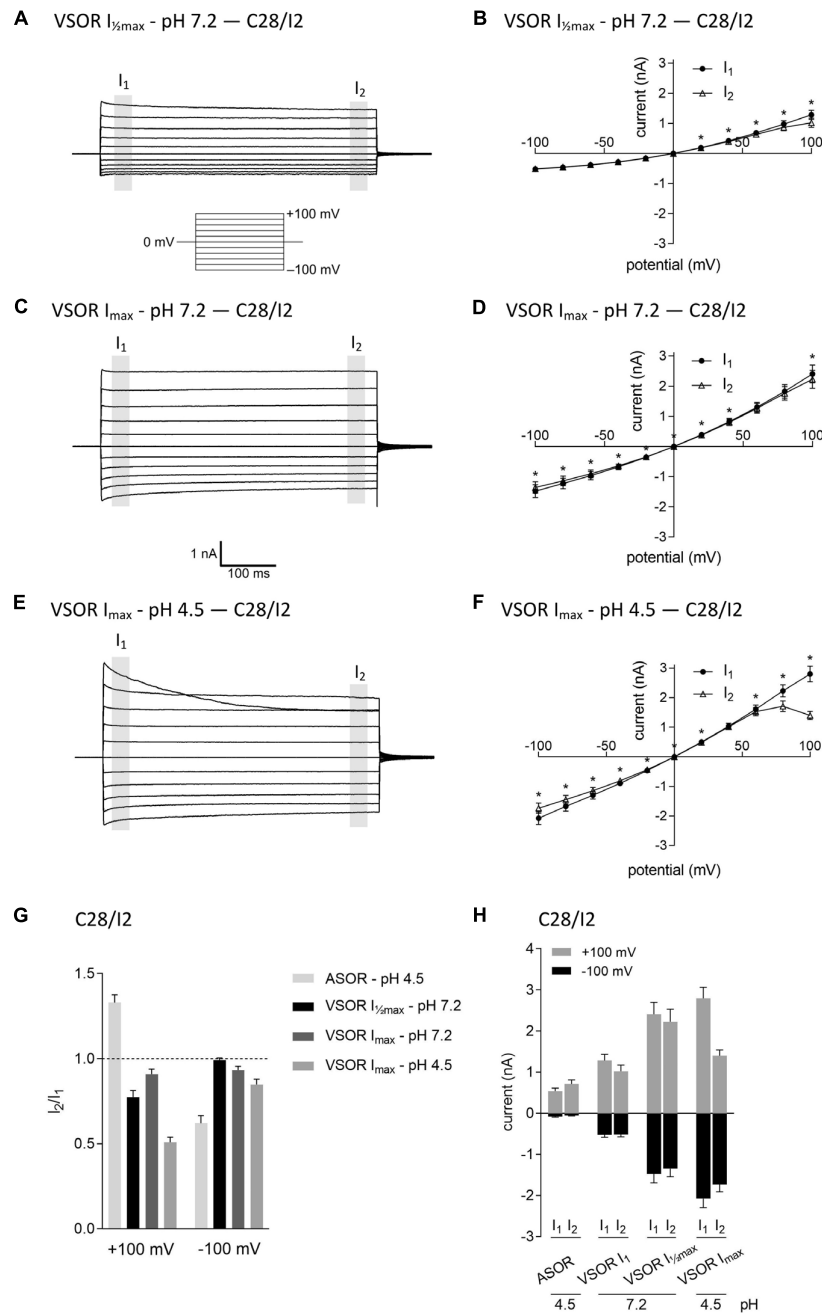 A VSOR I½max - pH 7.2 — C28/I2
I1 I2
0 mV
+100 mV
–100 mV
B VSOR I½max - pH 7.2 — C28/I2
current (nA)
3
2
1
-1
-2
-3
-100 -50 50 100
* * * * *
I1
I2
potential (mV)
C VSOR Imax - pH 7.2 — C28/I2
I1 I2
1 nA
100 ms
D VSOR Imax - pH 7.2 — C28/I2
current (nA)
3
2
1
-1
-2
-3
-100 -50 50 100
* * * * * * * * *
I1
I2
potential (mV)
E VSOR Imax - pH 4.5 — C28/I2
I1 I2
F VSOR Imax - pH 4.5 — C28/I2
current (nA)
3
2
1
-1
-2
-3
-100 -50 50 100
* * * * * * * * * *
I1
I2
potential (mV)
G C28/I2
I2/I1
1.5
1.0
0.5
0.0
+100 mV -100 mV
ASOR - pH 4.5
VSOR I½max - pH 7.2
VSOR Imax - pH 7.2
VSOR Imax - pH 4.5
H C28/I2
+100 mV
-100 mV
current (nA)
4
3
2
1
0
-1
-2
-3
I1 I2 I1 I2 I1 I2 I1 I2
ASOR VSOR I1 VSOR I½max VSOR Imax
4.5 7.2 4.5 pH